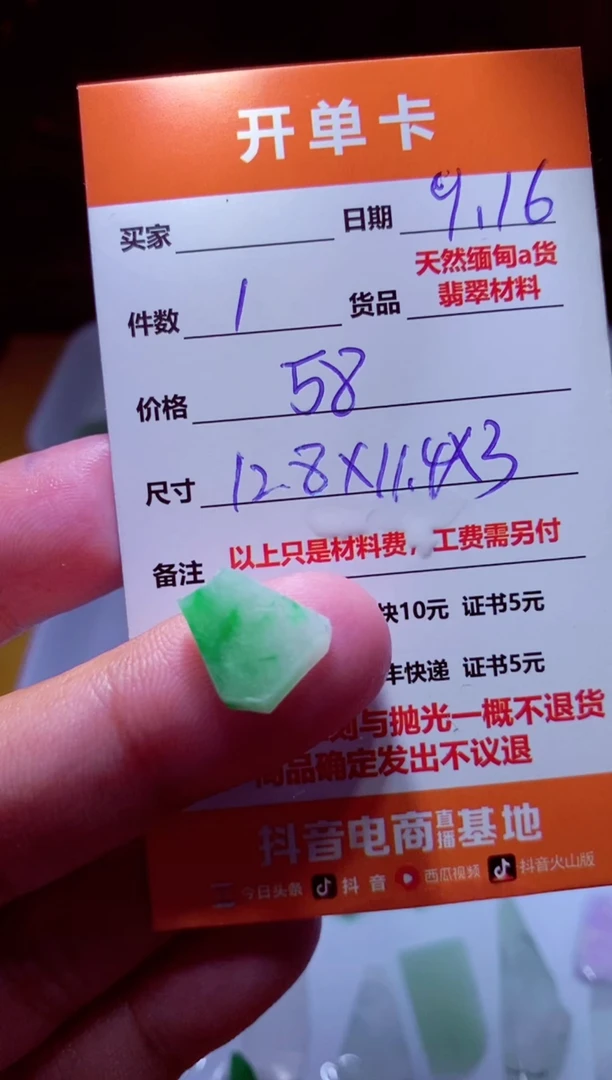 开单卡
买家 日期 9.16
件数 1 货品 天然缅甸a货
翡翠材料
价格 58
尺寸 12.8X11.4X3
备注 以上只是材料费，工费需另付
10元 证书5元
车快递 证书5元
与抛光一概不退货
商品确定发出不议退
抖音电商直播基地
今日头条 抖音 西瓜视频 抖音火山版